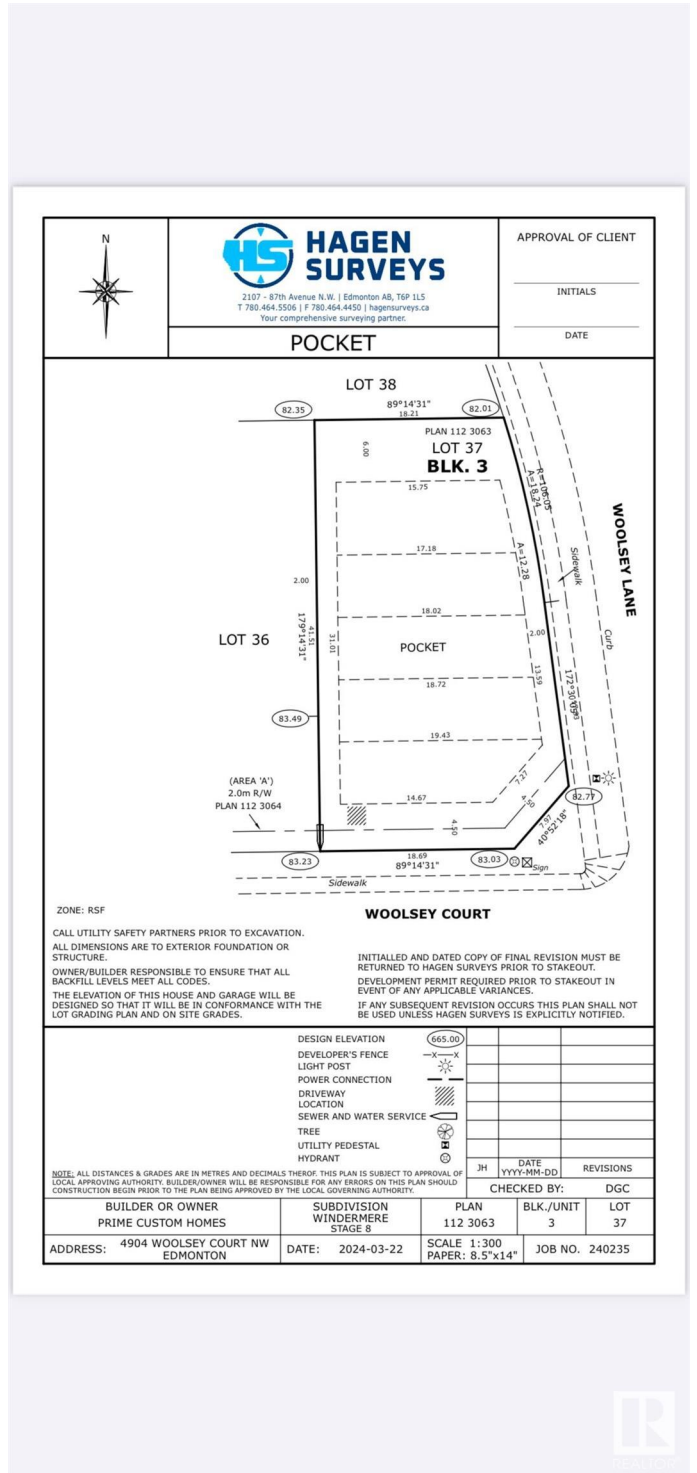 N
HS
HAGEN
SURVEYS
2107 - 87th Avenue N.W. | Edmonton AB, T6P 1L5
T 780.464.5506 | F 780.464.4450 | hagensurveys.ca
Your comprehensive surveying partner.
POCKET
APPROVAL OF CLIENT
INITIALS
DATE
LOT 38
82.35
89°14'31"
18.21
82.01
PLAN 112 3063
LOT 37
BLK. 3
6.00
15.75
R=106.05
A=18.24
WOOLSEY LANE
17.18
A=12.28
Sidewalk
2.00
18.02
179°14'31"
41.51
31.01
LOT 36
POCKET
2.00
Curb
18.72
13.59
172°30'05"
83.49
19.43
(AREA 'A')
2.0m R/W
PLAN 112 3064
7.27
14.67
4.50
82.77
4.50
7.97
40°52'18"
83.23
18.69
89°14'31"
83.03
Sign
Sidewalk
ZONE: RSF
WOOLSEY COURT
CALL UTILITY SAFETY PARTNERS PRIOR TO EXCAVATION.
ALL DIMENSIONS ARE TO EXTERIOR FOUNDATION OR
STRUCTURE.
OWNER/BUILDER RESPONSIBLE TO ENSURE THAT ALL
BACKFILL LEVELS MEET ALL CODES.
THE ELEVATION OF THIS HOUSE AND GARAGE WILL BE
DESIGNED SO THAT IT WILL BE IN CONFORMANCE WITH THE
LOT GRADING PLAN AND ON SITE GRADES.
INITIALLED AND DATED COPY OF FINAL REVISION MUST BE
RETURNED TO HAGEN SURVEYS PRIOR TO STAKEOUT.
DEVELOPMENT PERMIT REQUIRED PRIOR TO STAKEOUT IN
EVENT OF ANY APPLICABLE VARIANCES.
IF ANY SUBSEQUENT REVISION OCCURS THIS PLAN SHALL NOT
BE USED UNLESS HAGEN SURVEYS IS EXPLICITLY NOTIFIED.
DESIGN ELEVATION 665.00
DEVELOPER'S FENCE —X——X
LIGHT POST
POWER CONNECTION
DRIVEWAY
LOCATION
SEWER AND WATER SERVICE
TREE
UTILITY PEDESTAL
HYDRANT
NOTE: ALL DISTANCES & GRADES ARE IN METRES AND DECIMALS THEROF. THIS PLAN IS SUBJECT TO APPROVAL OF
LOCAL APPROVING AUTHORITY. BUILDER/OWNER WILL BE RESPONSIBLE FOR ANY ERRORS ON THIS PLAN SHOULD
CONSTRUCTION BEGIN PRIOR TO THE PLAN BEING APPROVED BY THE LOCAL GOVERNING AUTHORITY.
JH
DATE
YYYY-MM-DD
REVISIONS
CHECKED BY: DGC
BUILDER OR OWNER
PRIME CUSTOM HOMES
SUBDIVISION
WINDERMERE
STAGE 8
PLAN
112 3063
BLK./UNIT
3
LOT
37
ADDRESS: 4904 WOOLSEY COURT NW
EDMONTON
DATE: 2024-03-22
SCALE 1:300
PAPER: 8.5"x14"
JOB NO. 240235
R
REALTOR®